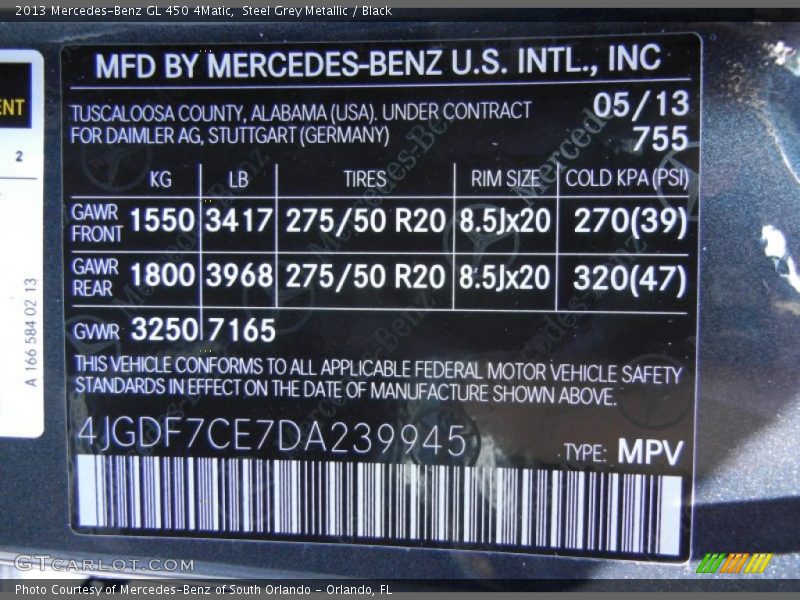 2013 Mercedes-Benz GL 450 4Matic, Steel Grey Metallic / Black
MFD BY MERCEDES-BENZ U.S. INTL., INC
TUSCALOOSA COUNTY, ALABAMA (USA). UNDER CONTRACT
FOR DAIMLER AG, STUTTGART (GERMANY)
05/13
755
KG LB TIRES RIM SIZE COLD KPA (PSI)
GAWR FRONT 1550 3417 275/50 R20 8.5Jx20 270(39)
GAWR REAR 1800 3968 275/50 R20 8.5Jx20 320(47)
GVWR 3250 7165
THIS VEHICLE CONFORMS TO ALL APPLICABLE FEDERAL MOTOR VEHICLE SAFETY
STANDARDS IN EFFECT ON THE DATE OF MANUFACTURE SHOWN ABOVE.
4JGDF7CE7DA239945
TYPE: MPV
ENT
2
A 166 584 02 13
GTCARLOT.COM
Photo Courtesy of Mercedes-Benz of South Orlando - Orlando, FL